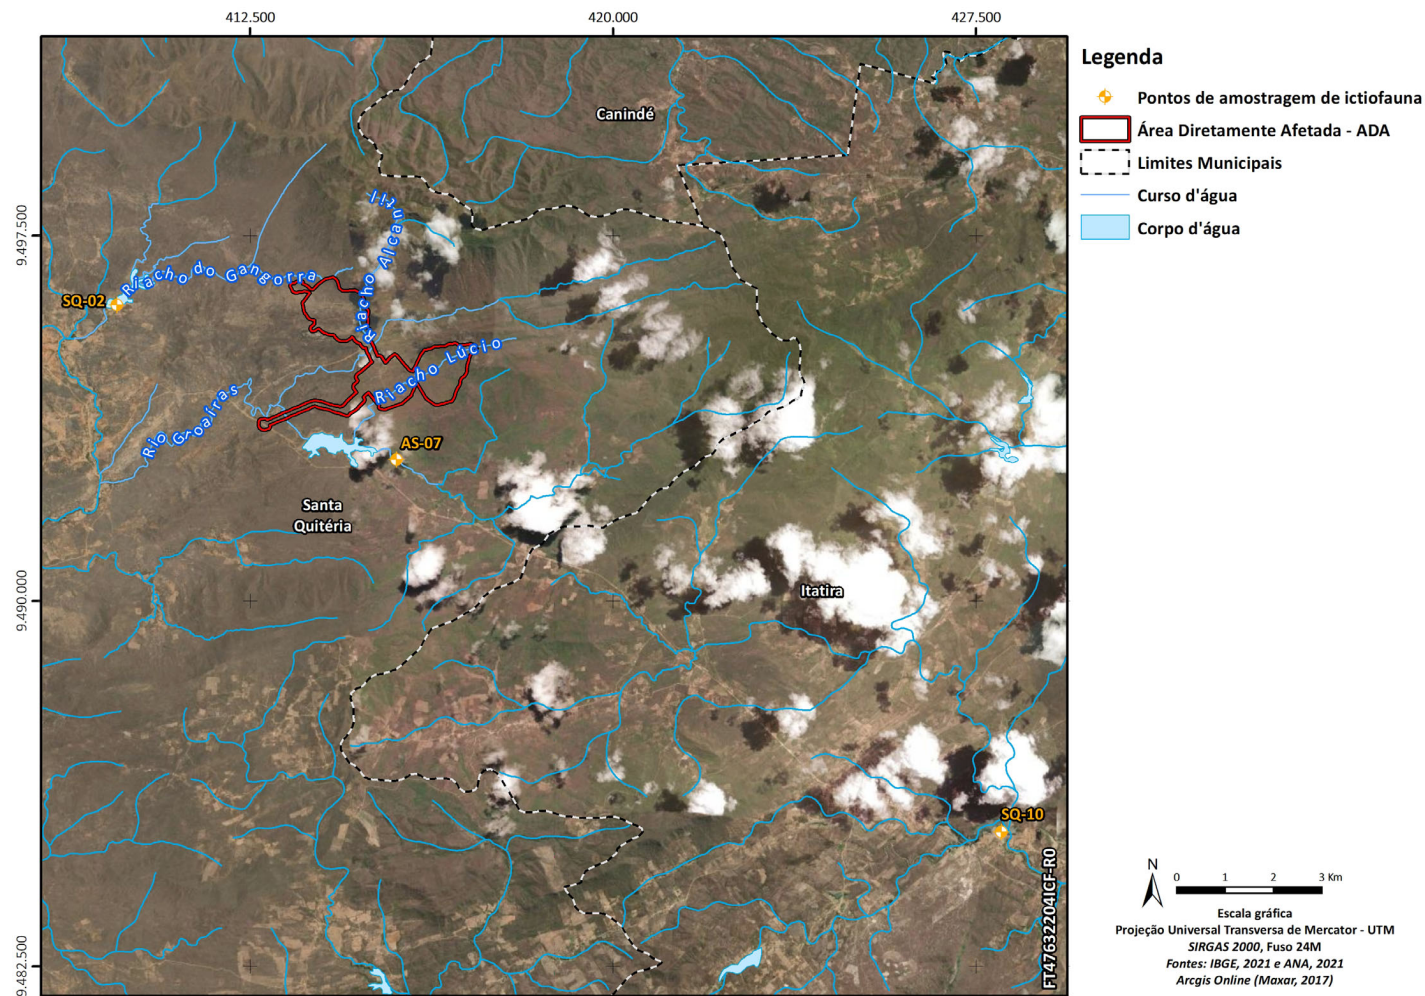 412.500
420.000
427.500
9.497.500
9.490.000
9.482.500
Canindé
Riacho Alcantil
Riacho do Gangorra
SQ-02
Riacho Lúcio
Rio Groaíras
AS-07
Santa
Quitéria
Itatira
SQ-10
FT47632204ICF-R0
Legenda
Pontos de amostragem de ictiofauna
Área Diretamente Afetada - ADA
Limites Municipais
Curso d'água
Corpo d'água
N
0 1 2 3 Km
Escala gráfica
Projeção Universal Transversa de Mercator - UTM
SIRGAS 2000, Fuso 24M
Fontes: IBGE, 2021 e ANA, 2021
Arcgis Online (Maxar, 2017)